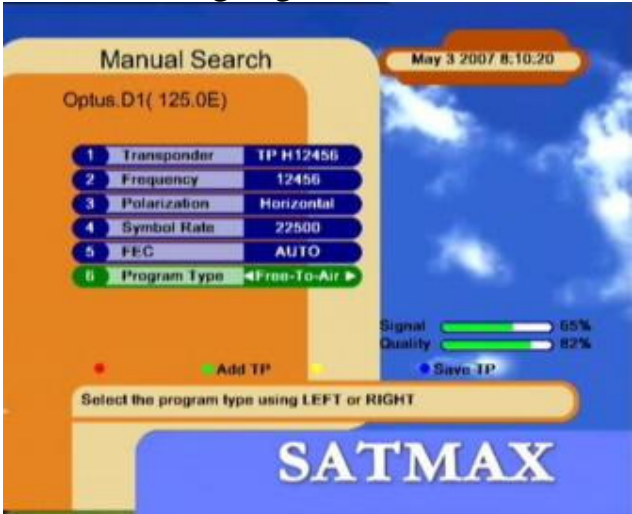 Manual Search
May 3 2007 8:10:20
Optus.D1( 125.0E)
1 Transponder TP H12456
2 Frequency 12456
3 Polarization Horizontal
4 Symbol Rate 22500
5 FEC AUTO
6 Program Type Free-To-Air
Signal 65%
Quality 82%
Add TP Save TP
Select the program type using LEFT or RIGHT
SATMAX